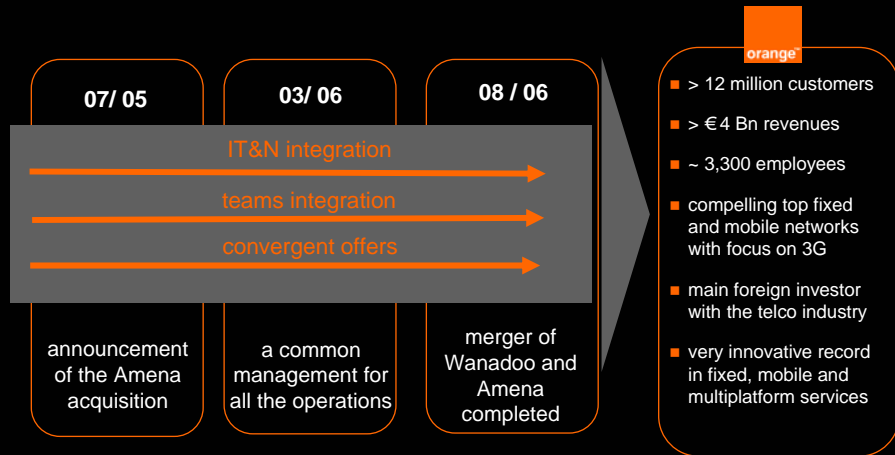 orange™
07/ 05
03/ 06
08 / 06
IT&N integration
teams integration
convergent offers
announcement
of the Amena
acquisition
a common
management for
all the operations
merger of
Wanadoo and
Amena
completed
> 12 million customers
> € 4 Bn revenues
~ 3,300 employees
compelling top fixed
and mobile networks
with focus on 3G
main foreign investor
with the telco industry
very innovative record
in fixed, mobile and
multiplatform services